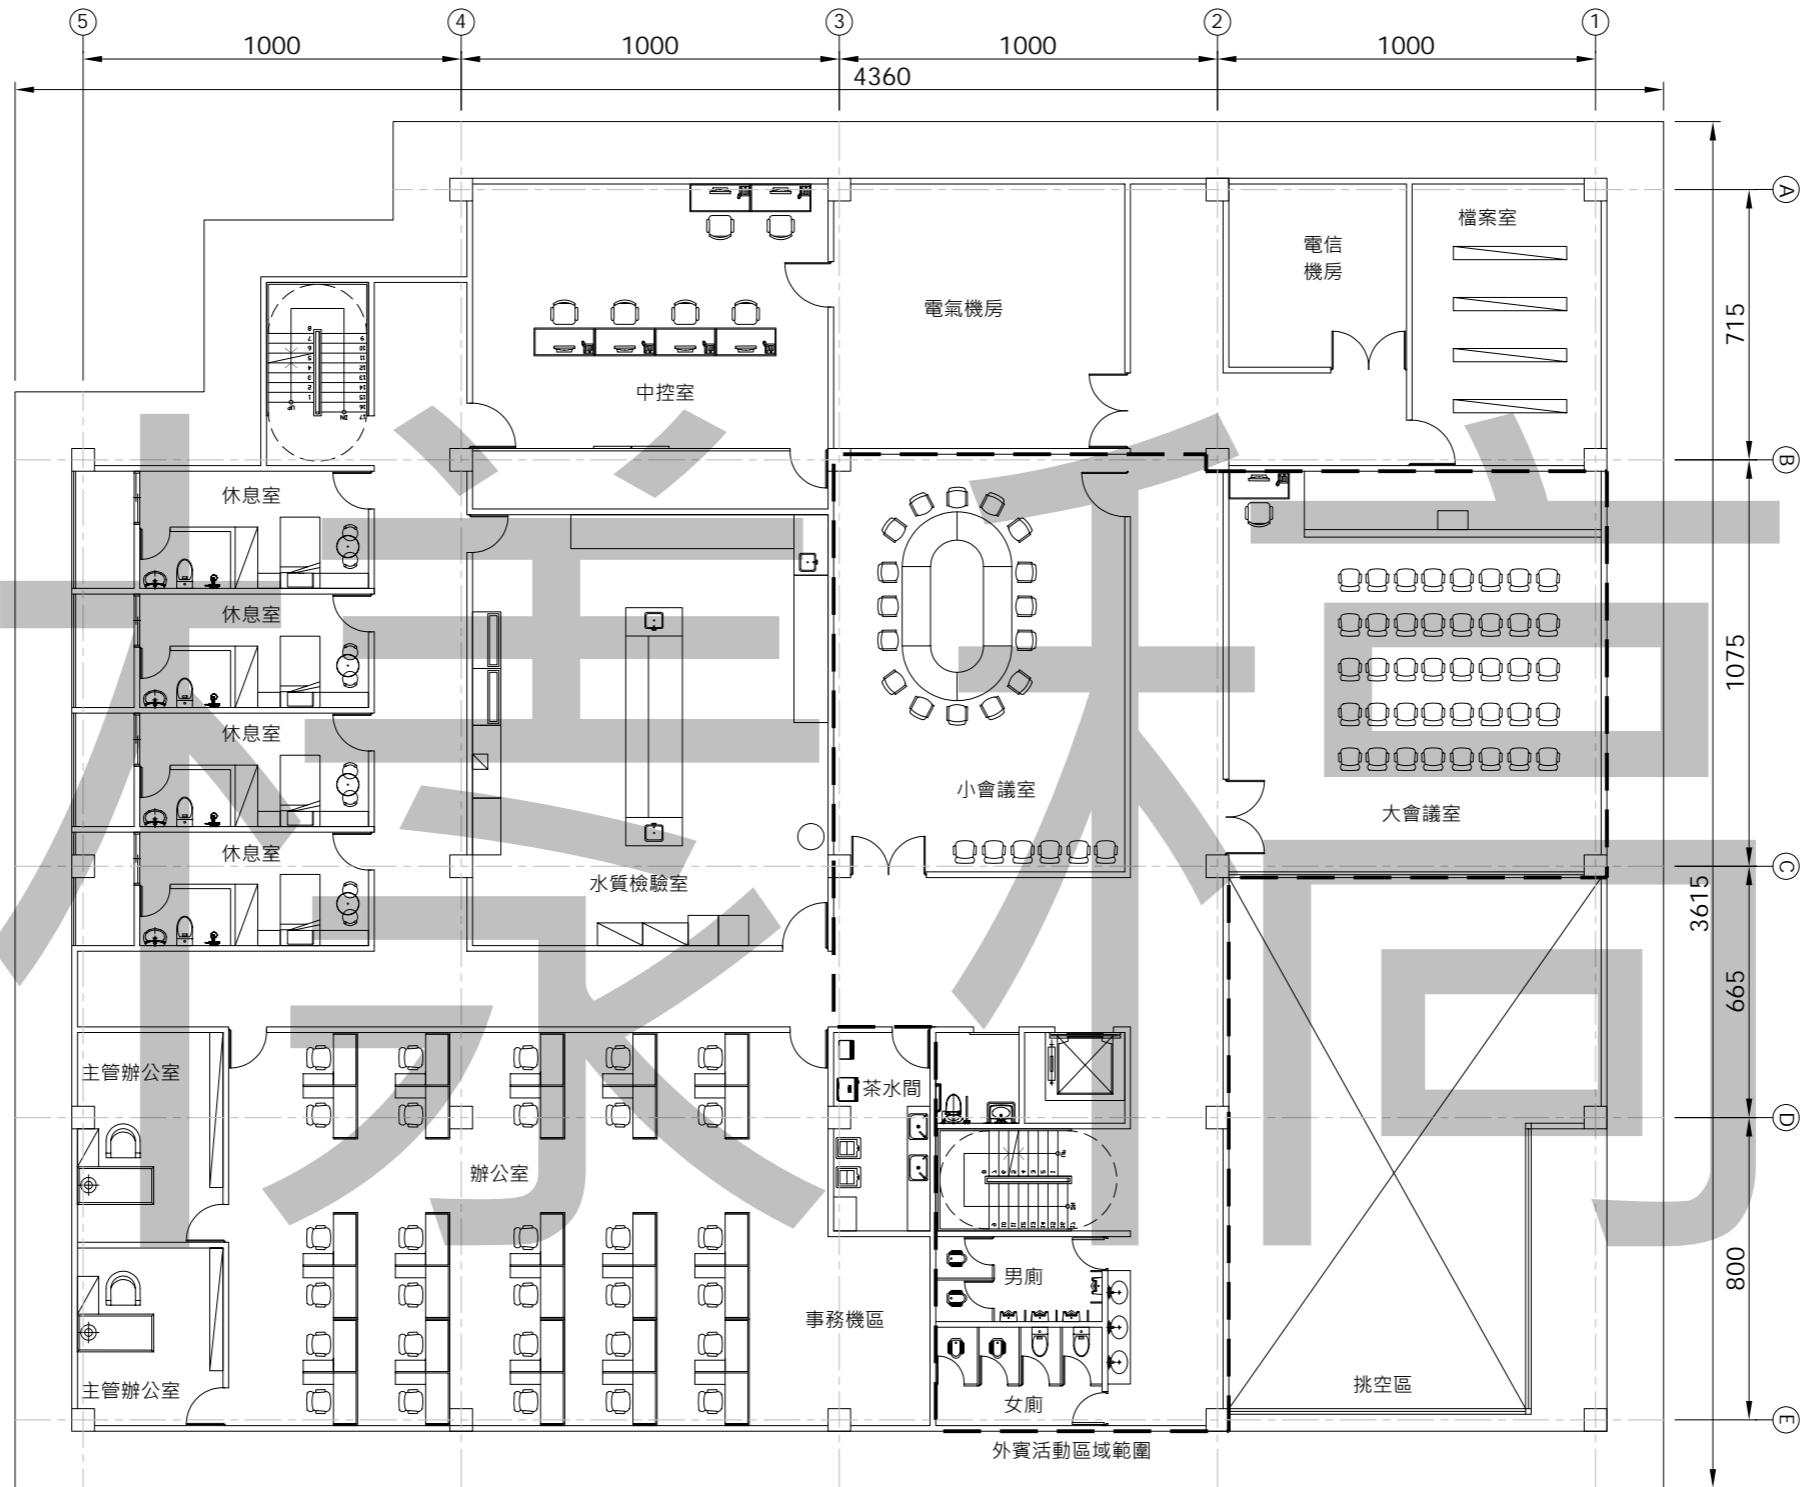 5 4 3 2 1
1000 1000 1000 1000
4360
A
檔案室
電信
機房
電氣機房
715
中控室
B
休息室
休息室
1075
休息室
小會議室
大會議室
休息室
C
水質檢驗室
3615
665
主管辦公室
茶水間
D
辦公室
800
男廁
事務機區
挑空區
主管辦公室
女廁
E
外賓活動區域範圍